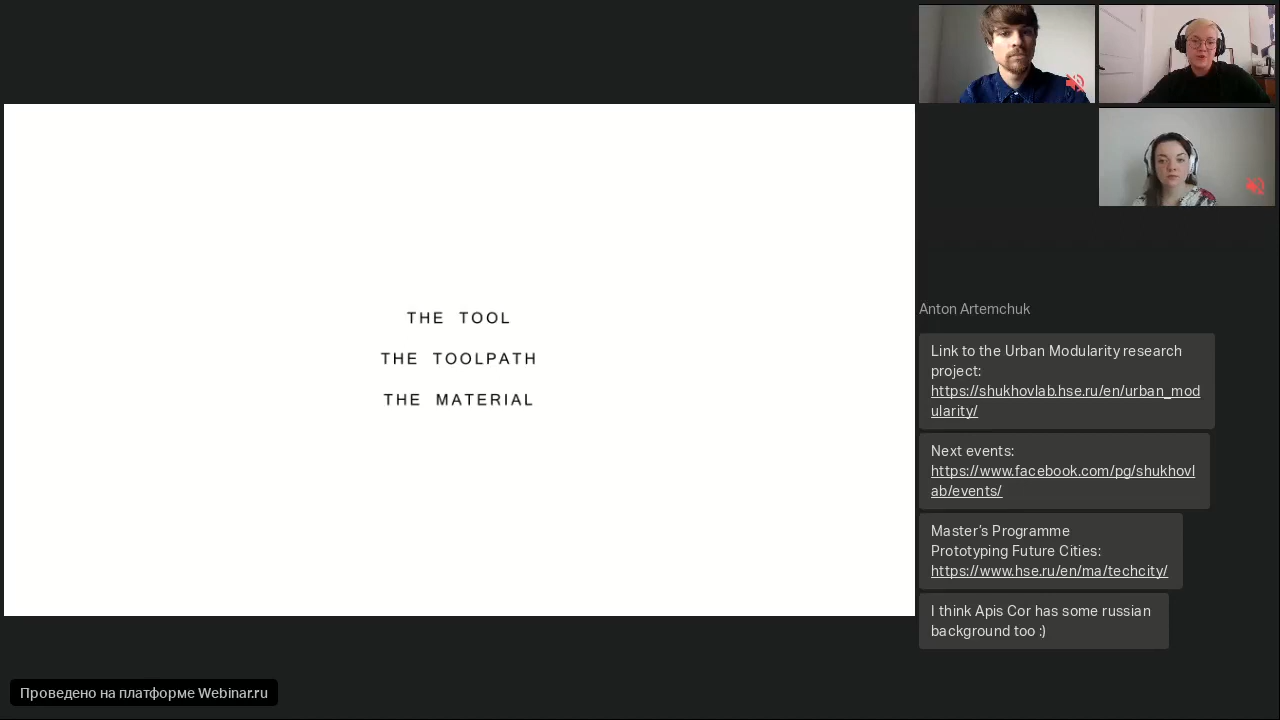 THE TOOL
THE TOOLPATH
THE MATERIAL
Anton Artemchuk
Link to the Urban Modularity research
project:
https://shukhovlab.hse.ru/en/urban_mod
ularity/
Next events:
https://www.facebook.com/pg/shukhovl
ab/events/
Master's Programme
Prototyping Future Cities:
https://www.hse.ru/en/ma/techcity/
I think Apis Cor has some russian
background too :)
Проведено на платформе Webinar.ru